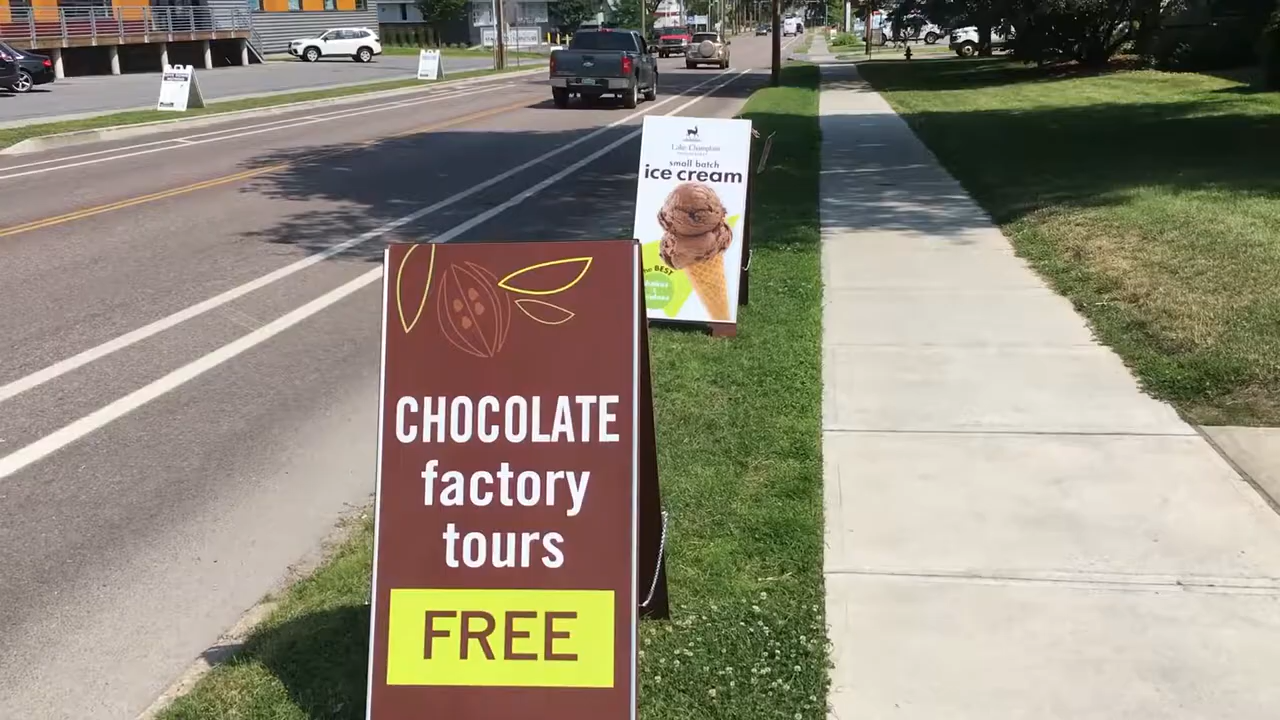 Lake Champlain
small batch
ice cream
the BEST
CHOCOLATE
factory
tours
FREE